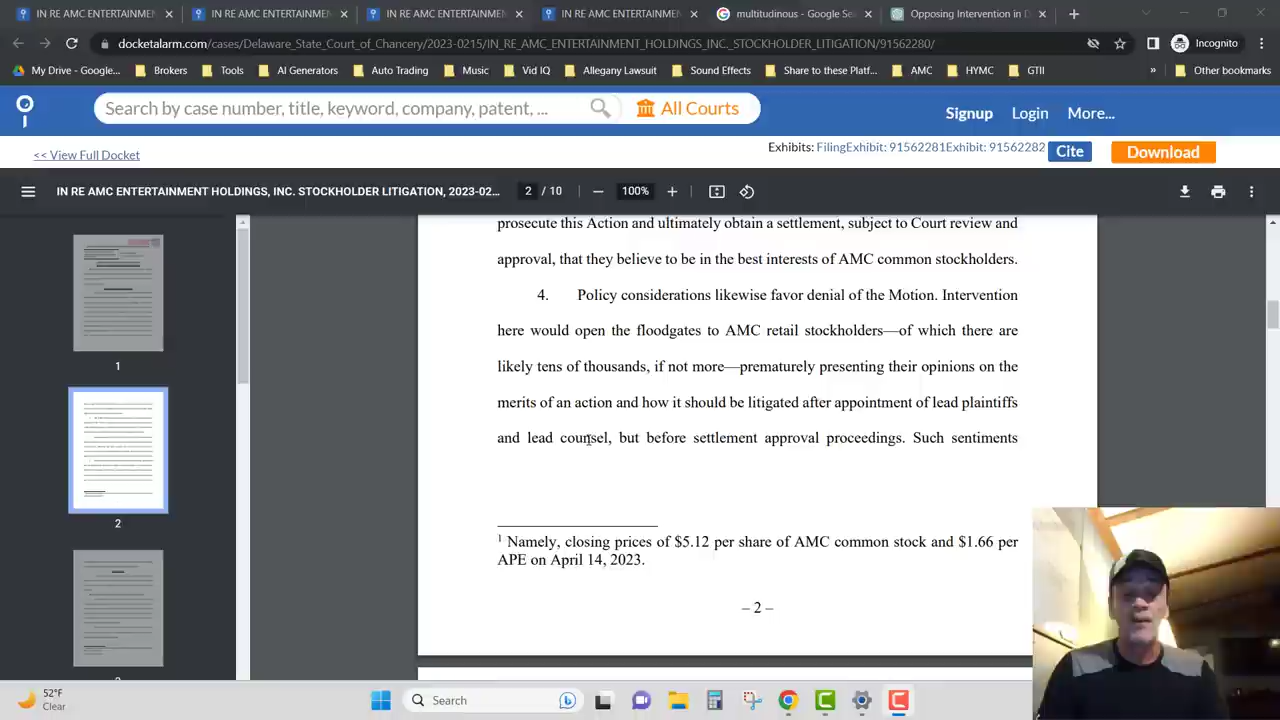 IN RE AMC ENTERTAINMEN
IN RE AMC ENTERTAINMEN
IN RE AMC ENTERTAINMEN
IN RE AMC ENTERTAINMEN
multitudinous - Google Sea
Opposing Intervention in D
docketalarm.com/cases/Delaware_State_Court_of_Chancery/2023-0215/IN_RE_AMC_ENTERTAINMENT_HOLDINGS_INC._STOCKHOLDER_LITIGATION/91562280/
Incognito
My Drive - Google...
Brokers
Tools
AI Generators
Auto Trading
Music
Vid IQ
Allegany Lawsuit
Sound Effects
Share to these Platf...
AMC
HYMC
GTII
»
Other bookmarks
Search by case number, title, keyword, company, patent, ...
All Courts
Signup
Login
More...
<< View Full Docket
Exhibits: FilingExhibit: 91562281Exhibit: 91562282
Cite
Download
IN RE AMC ENTERTAINMENT HOLDINGS, INC. STOCKHOLDER LITIGATION, 2023-02...
2 / 10
100%
1
2
prosecute this Action and ultimately obtain a settlement, subject to Court review and
approval, that they believe to be in the best interests of AMC common stockholders.
4. Policy considerations likewise favor denial of the Motion. Intervention
here would open the floodgates to AMC retail stockholders—of which there are
likely tens of thousands, if not more—prematurely presenting their opinions on the
merits of an action and how it should be litigated after appointment of lead plaintiffs
and lead counsel, but before settlement approval proceedings. Such sentiments
1 Namely, closing prices of $5.12 per share of AMC common stock and $1.66 per
APE on April 14, 2023.
– 2 –
52°F
Clear
Search